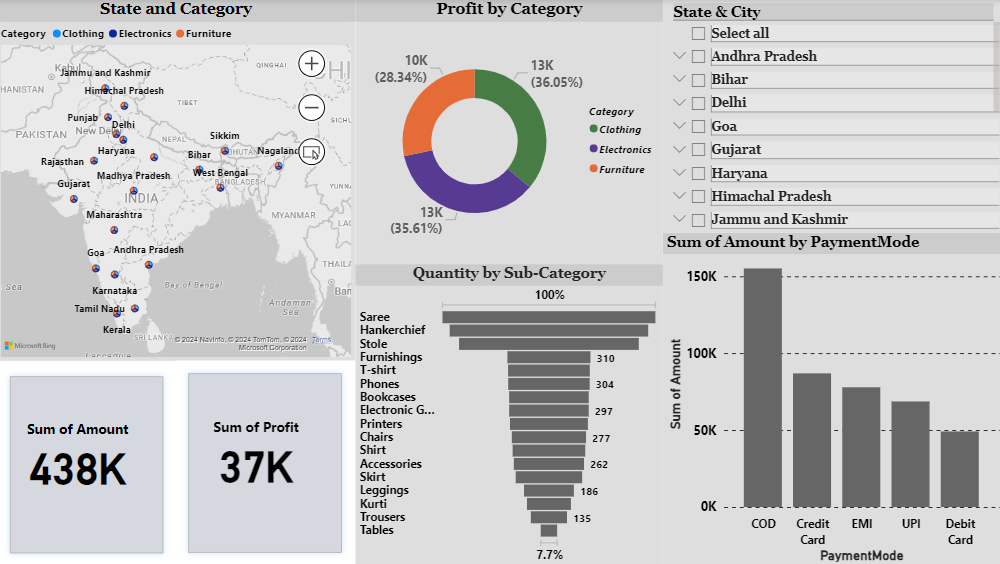 State and Category
Category Clothing Electronics Furniture
Kabul
Jammu and Kashmir
QINGHAI
Himachal Pradesh
TIBET
Punjab
Delhi
PAKISTAN
New Delhi
NEPAL
Sikkim
Haryana
BHUTAN
Rajasthan
Bihar
Nagaland
Madhya Pradesh
West Bengal
Gujarat
BANGLADESH
INDIA
MYANMAR
Maharashtra
Goa
Andhra Pradesh
THAILA
Bay of Bengal
Sea
Karnataka
Andaman
Sea
Tamil Nadu
Kerala
SRI LANKA
© 2024 NavInfo, © 2024 TomTom, © 2024
Microsoft Corporation
Terms
Microsoft Bing
Sum of Amount
438K
Sum of Profit
37K
Profit by Category
10K
(28.34%)
13K
(36.05%)
13K
(35.61%)
Category
Clothing
Electronics
Furniture
Quantity by Sub-Category
100%
Saree
Hankerchief
Stole
Furnishings 310
T-shirt
Phones 304
Bookcases
Electronic G... 297
Printers
Chairs 277
Shirt
Accessories 262
Skirt
Leggings 186
Kurti
Trousers 135
Tables
7.7%
State & City
Select all
Andhra Pradesh
Bihar
Delhi
Goa
Gujarat
Haryana
Himachal Pradesh
Jammu and Kashmir
Sum of Amount by PaymentMode
Sum of Amount
150K
100K
50K
0K
COD
Credit
Card
EMI
UPI
Debit
Card
PaymentMode